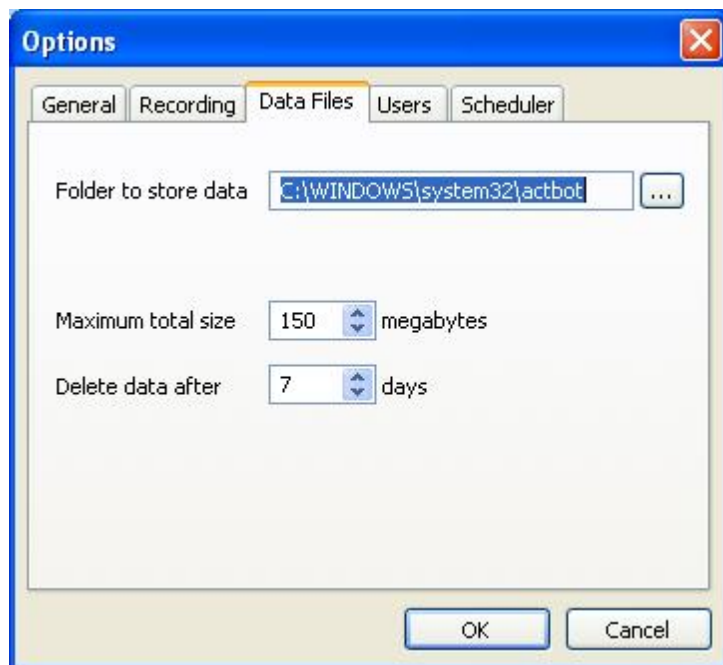 Options
General Recording Data Files Users Scheduler
Folder to store data C:\WINDOWS\system32\actbot ...
Maximum total size 150 megabytes
Delete data after 7 days
OK Cancel